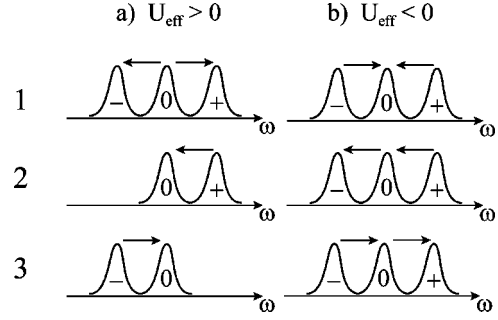 a) U_eff > 0 b) U_eff < 0
1 − 0 + ω − 0 + ω
2 0 + ω − 0 + ω
3 − 0 ω − 0 + ω